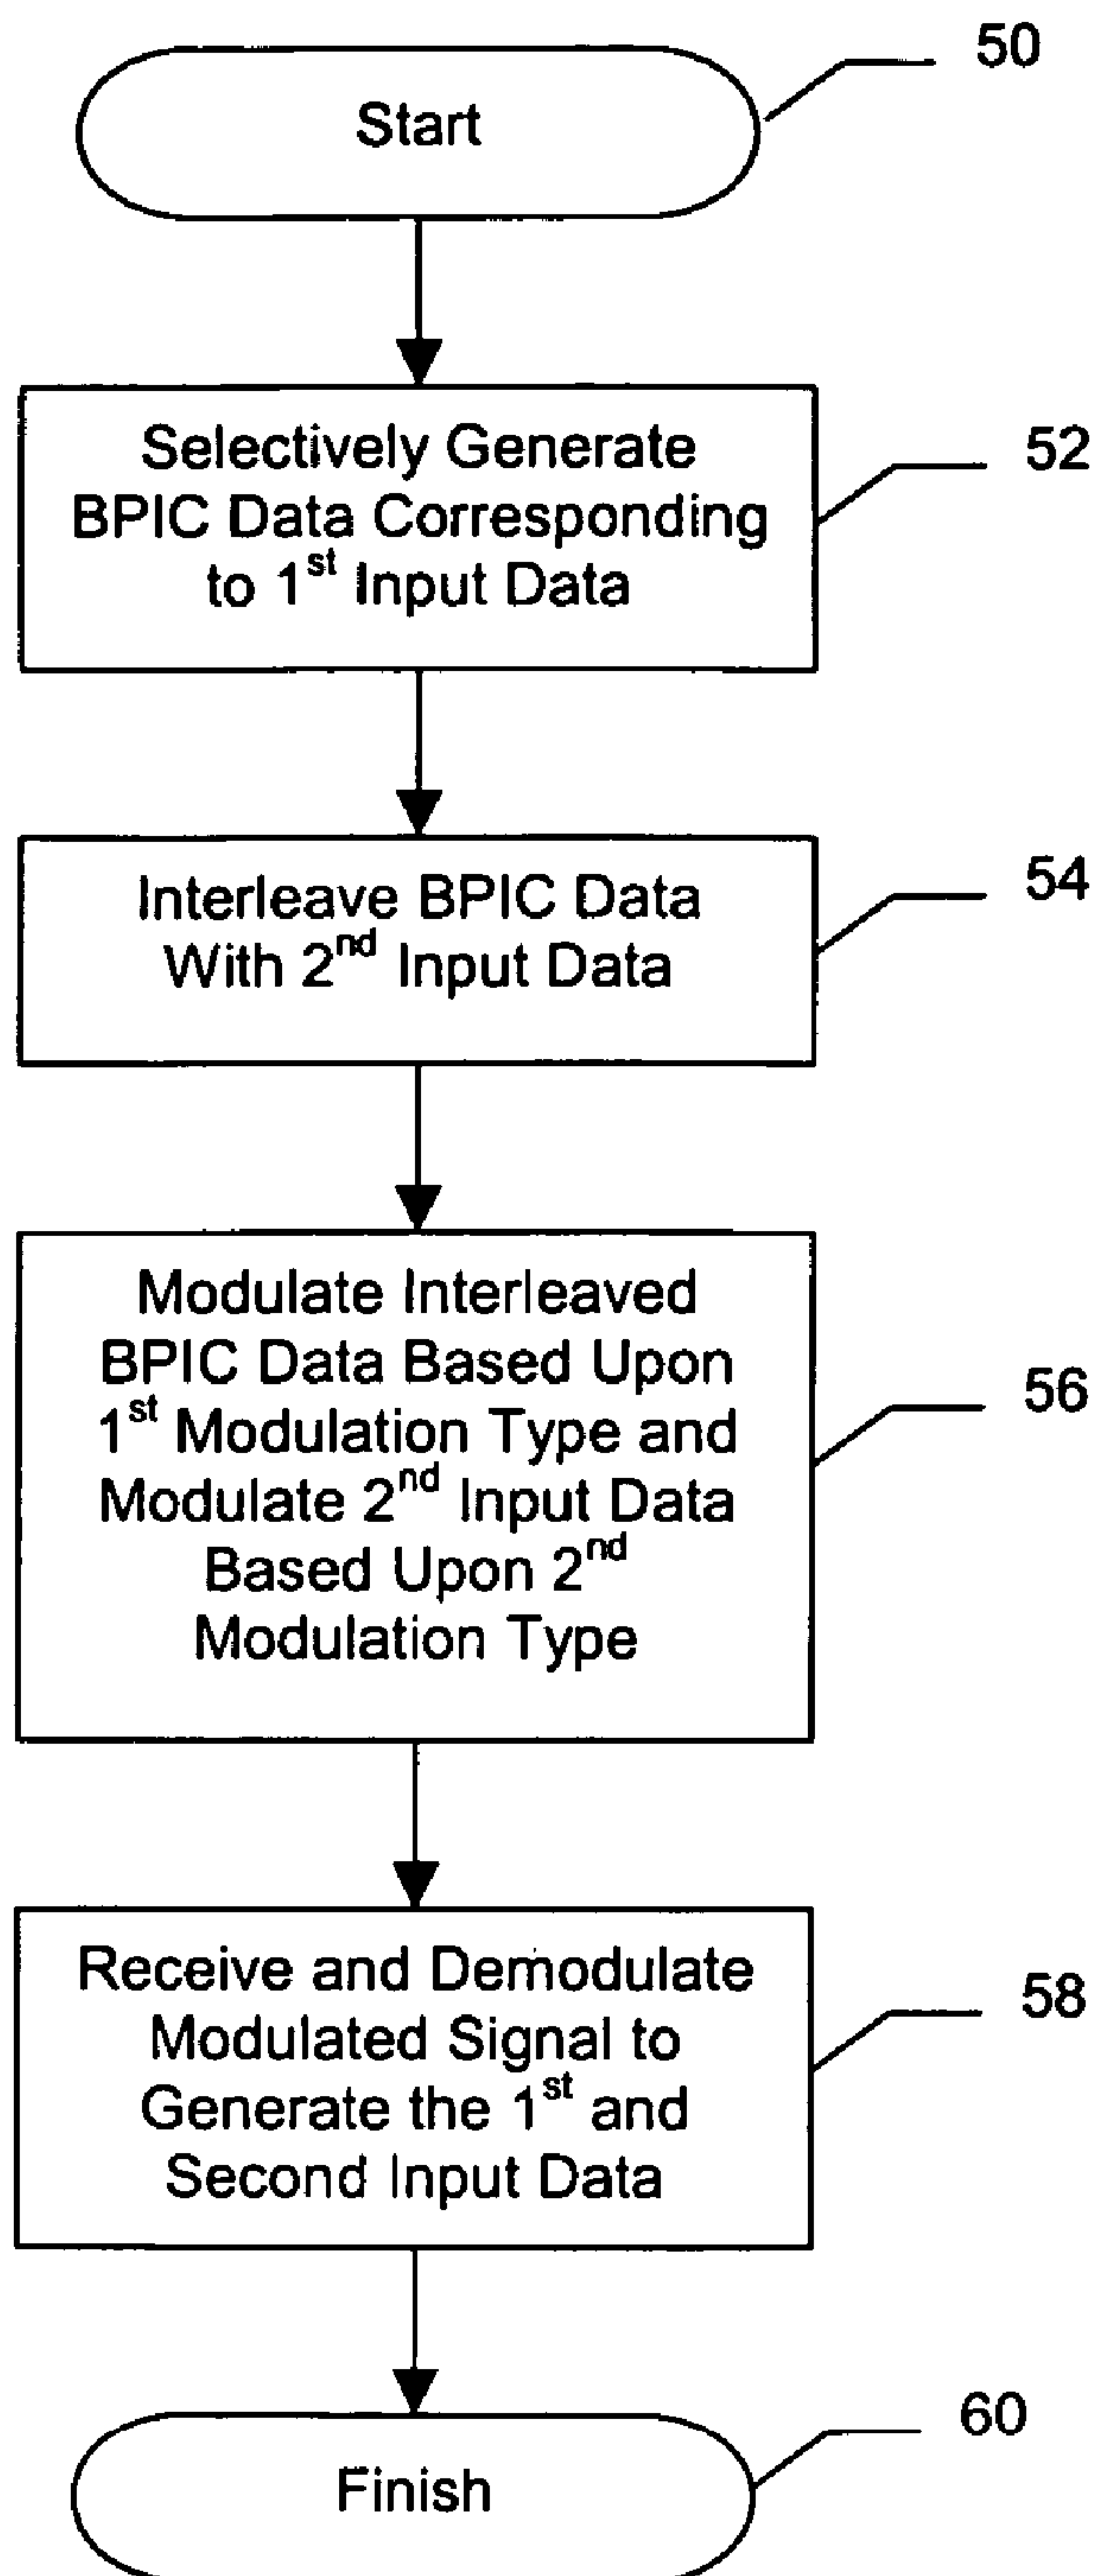 50
Start
Selectively Generate
BPIC Data Corresponding
to 1st Input Data
52
Interleave BPIC Data
With 2nd Input Data
54
Modulate Interleaved
BPIC Data Based Upon
1st Modulation Type and
Modulate 2nd Input Data
Based Upon 2nd
Modulation Type
56
Receive and Demodulate
Modulated Signal to
Generate the 1st and
Second Input Data
58
60
Finish